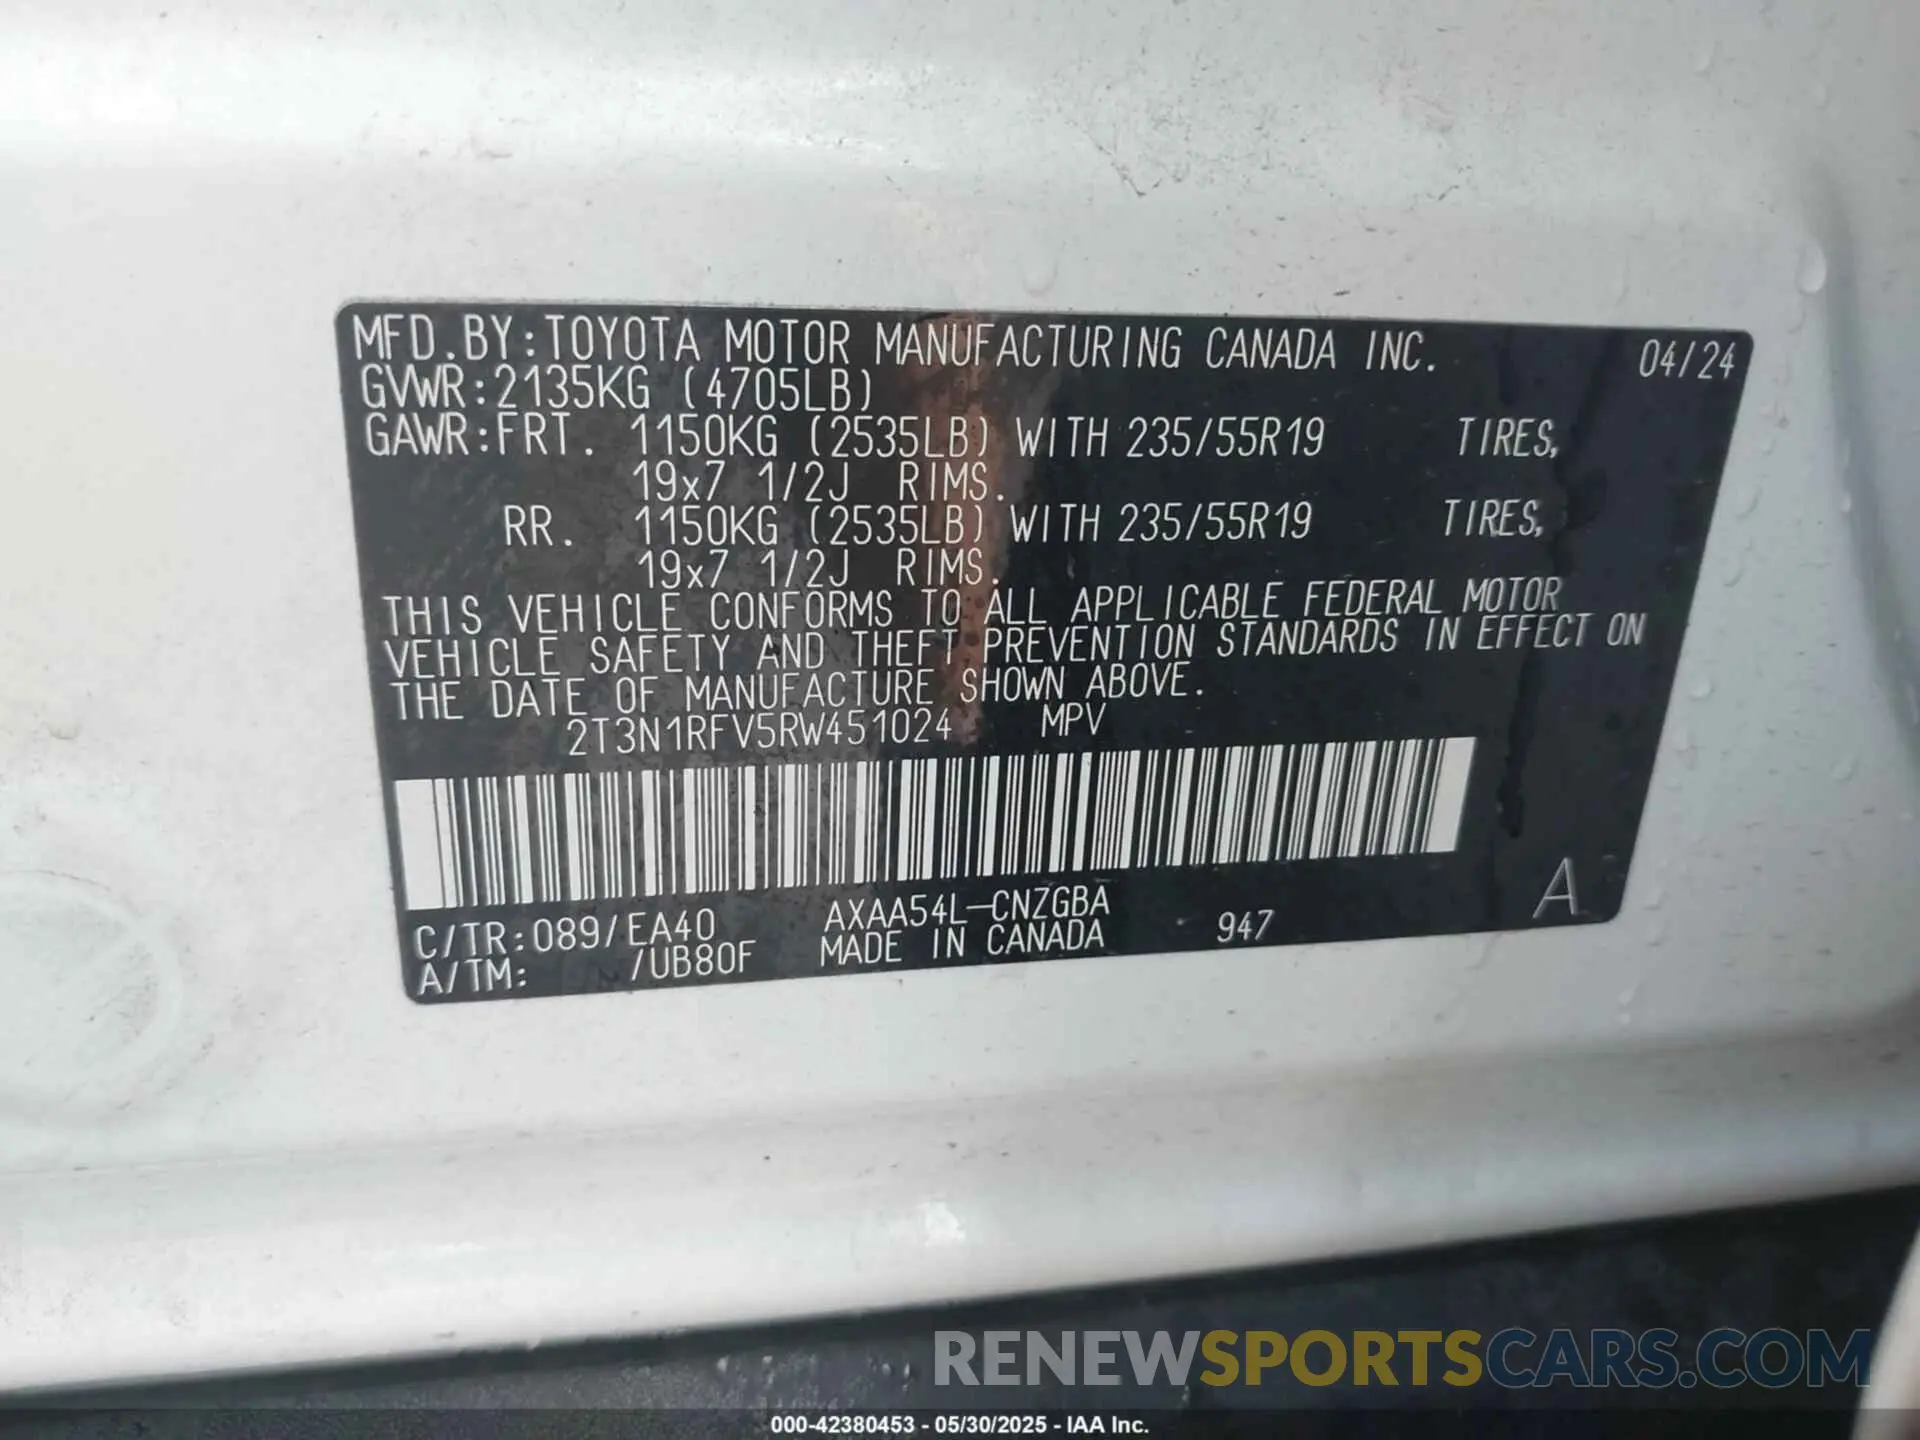 MFD.BY:TOYOTA MOTOR MANUFACTURING CANADA INC. 04/24
GVWR:2135KG (4705LB)
GAWR:FRT. 1150KG (2535LB) WITH 235/55R19 TIRES,
19x7 1/2J RIMS.
RR. 1150KG (2535LB) WITH 235/55R19 TIRES,
19x7 1/2J RIMS.
THIS VEHICLE CONFORMS TO ALL APPLICABLE FEDERAL MOTOR
VEHICLE SAFETY AND THEFT PREVENTION STANDARDS IN EFFECT ON
THE DATE OF MANUFACTURE SHOWN ABOVE.
2T3N1RFV5RW451024 MPV
C/TR:089/EA40 AXAA54L-CNZGBA
A/TM: /UB80F MADE IN CANADA 947 A
RENEWSPORTSCARS.COM
000-42380453 - 05/30/2025 - IAA Inc.